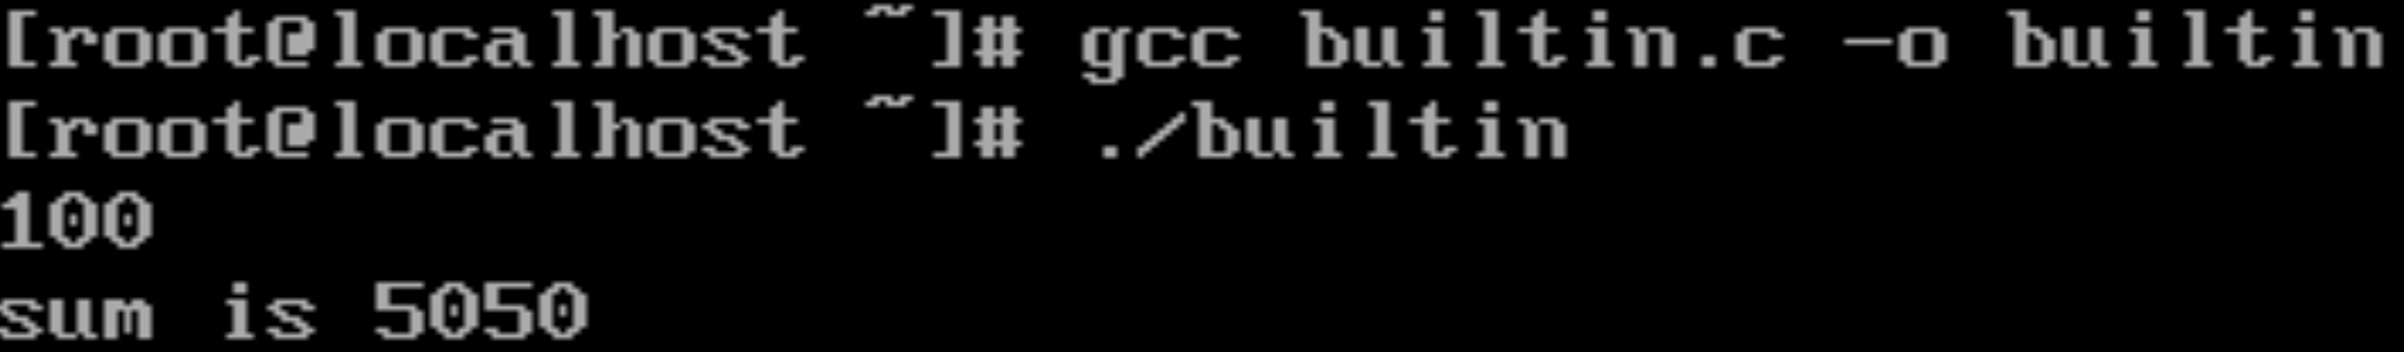 [root@localhost ~]# gcc builtin.c -o builtin
[root@localhost ~]# ./builtin
100
sum is 5050